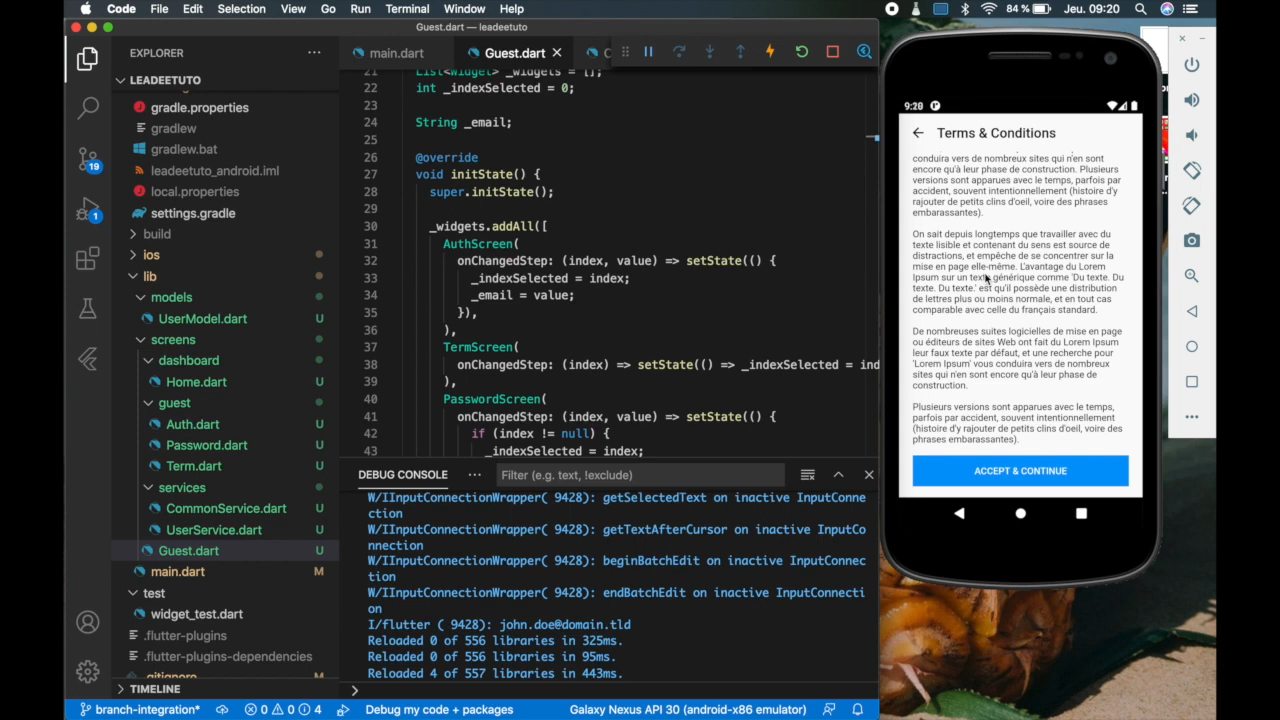 Code File Edit Selection View Go Run Terminal Window Help 84 % Jeu. 09:20
Guest.dart — leadeetuto
EXPLORER
LEADEETUTO
gradle.properties
gradlew
gradlew.bat
leadeetuto_android.iml
local.properties
settings.gradle
build
ios
lib
models
UserModel.dart U
screens
dashboard
Home.dart U
guest
Auth.dart U
Password.dart U
Term.dart U
services
CommonService.dart U
UserService.dart U
Guest.dart U
main.dart M
test
widget_test.dart
.flutter-plugins
.flutter-plugins-dependencies
.gitignore
TIMELINE
19
1
main.dart Guest.dart
21 List<Widget> _widgets = [];
22 int _indexSelected = 0;
23
24 String _email;
25
26 @override
27 void initState() {
28 super.initState();
29
30 _widgets.addAll([
31 AuthScreen(
32 onChangedStep: (index, value) => setState(() {
33 _indexSelected = index;
34 _email = value;
35 }),
36 ),
37 TermScreen(
38 onChangedStep: (index) => setState(() => _indexSelected = ind
39 ),
40 PasswordScreen(
41 onChangedStep: (index, value) => setState(() {
42 if (index != null) {
43 _indexSelected = index;
DEBUG CONSOLE Filter (e.g. text, !exclude)
W/IInputConnectionWrapper( 9428): getSelectedText on inactive InputConne
ction
W/IInputConnectionWrapper( 9428): getTextAfterCursor on inactive InputCo
nnection
W/IInputConnectionWrapper( 9428): beginBatchEdit on inactive InputConnec
tion
W/IInputConnectionWrapper( 9428): endBatchEdit on inactive InputConnecti
on
I/flutter ( 9428): john.doe@domain.tld
Reloaded 0 of 556 libraries in 325ms.
Reloaded 0 of 556 libraries in 95ms.
Reloaded 4 of 557 libraries in 443ms.
branch-integration* 0 0 4 Debug my code + packages Galaxy Nexus API 30 (android-x86 emulator)
9:20
Terms & Conditions
conduira vers de nombreux sites qui n'en sont
encore qu'à leur phase de construction. Plusieurs
versions sont apparues avec le temps, parfois par
accident, souvent intentionnellement (histoire d'y
rajouter de petits clins d'oeil, voire des phrases
embarassantes).
On sait depuis longtemps que travailler avec du
texte lisible et contenant du sens est source de
distractions, et empêche de se concentrer sur la
mise en page elle-même. L'avantage du Lorem
Ipsum sur un texte générique comme 'Du texte. Du
texte. Du texte.' est qu'il possède une distribution
de lettres plus ou moins normale, et en tout cas
comparable avec celle du français standard.
De nombreuses suites logicielles de mise en page
ou éditeurs de sites Web ont fait du Lorem Ipsum
leur faux texte par défaut, et une recherche pour
'Lorem Ipsum' vous conduira vers de nombreux
sites qui n'en sont encore qu'à leur phase de
construction.
Plusieurs versions sont apparues avec le temps,
parfois par accident, souvent intentionnellement
(histoire d'y rajouter de petits clins d'oeil, voire des
phrases embarassantes).
ACCEPT & CONTINUE